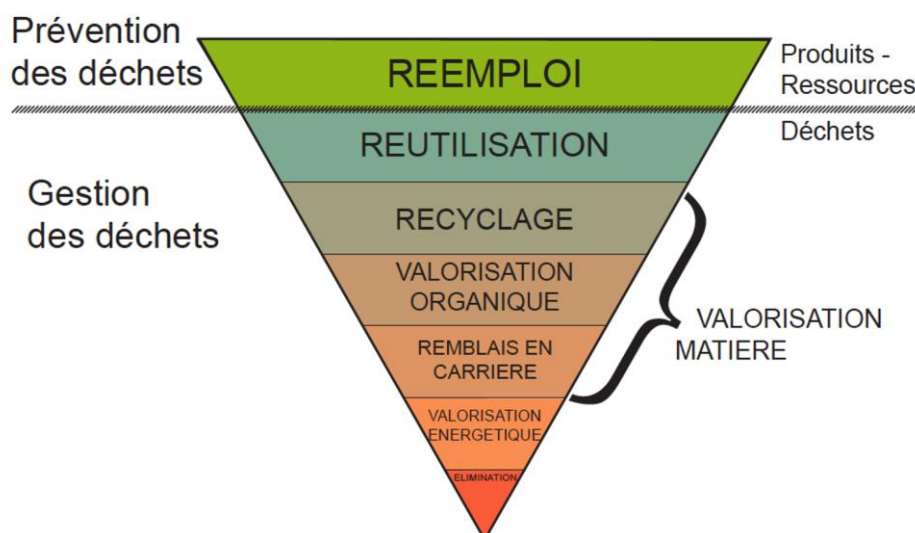 Prévention
des déchets
REEMPLOI
Produits -
Ressources
REUTILISATION
Déchets
Gestion
des déchets
RECYCLAGE
VALORISATION
ORGANIQUE
VALORISATION
MATIERE
REMBLAIS EN
CARRIERE
VALORISATION
ENERGETIQUE
ELIMINATION